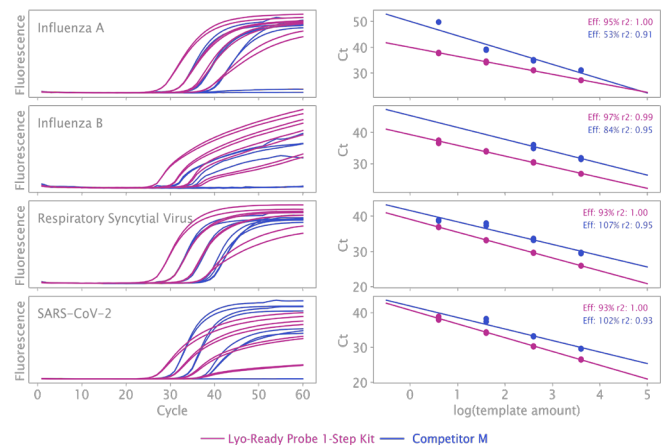 Fluorescence
Influenza A
Ct
50
40
30
Eff: 95% r2: 1.00
Eff: 53% r2: 0.91
Fluorescence
Influenza B
Ct
40
30
Eff: 97% r2: 0.99
Eff: 84% r2: 0.95
Fluorescence
Respiratory Syncytial Virus
Ct
40
30
20
Eff: 93% r2: 1.00
Eff: 107% r2: 0.95
Fluorescence
SARS-CoV-2
Ct
40
30
20
Eff: 93% r2: 1.00
Eff: 102% r2: 0.93
0 10 20 30 40 50 60
Cycle
0 1 2 3 4 5
log(template amount)
Lyo-Ready Probe 1-Step Kit Competitor M